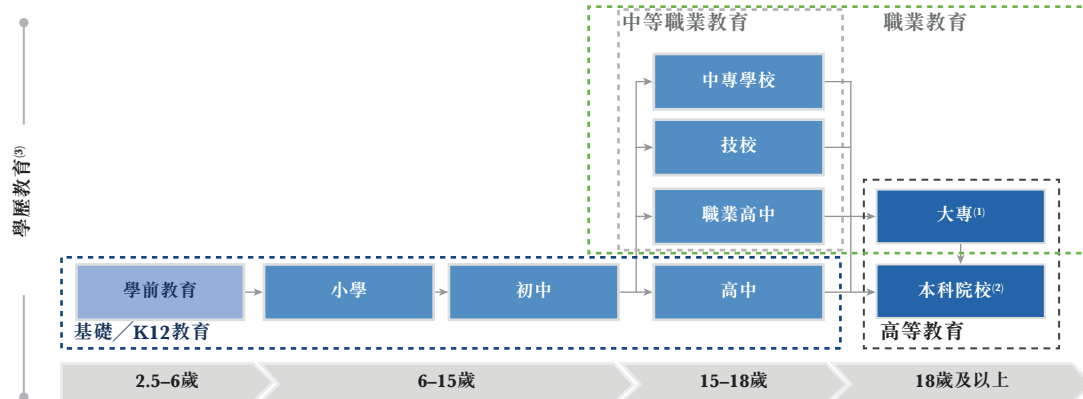 中等職業教育
職業教育
中專學校
技校
職業高中
大專(1)
學歷教育(3)
學前教育
小學
初中
高中
本科院校(2)
基礎／K12教育
高等教育
2.5–6歲
6–15歲
15–18歲
18歲及以上